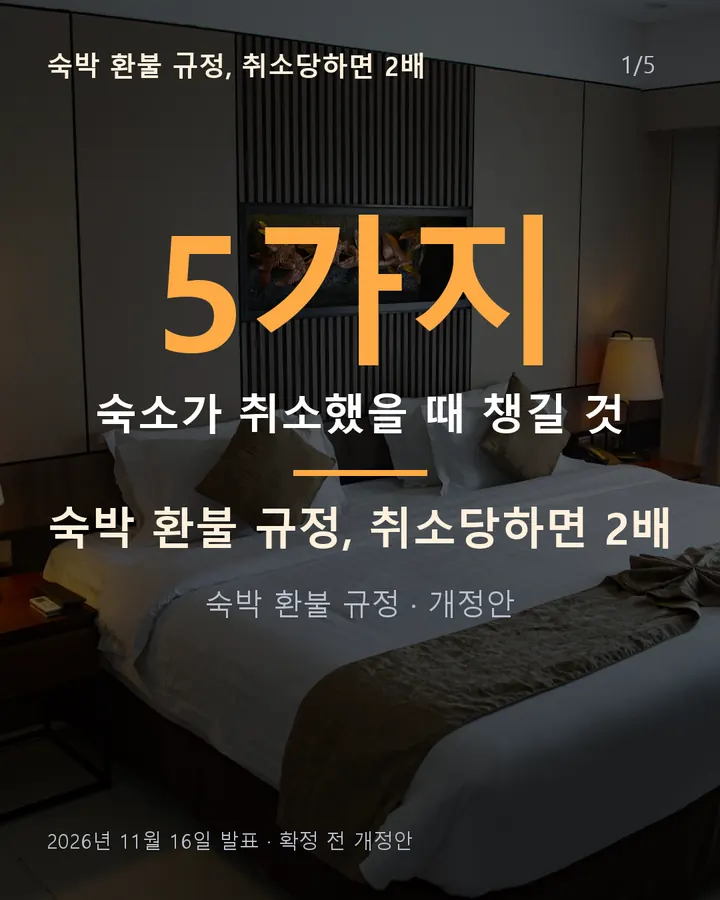 숙박 환불 규정, 취소당하면 2배
1/5
5가지
숙소가 취소했을 때 챙길 것
숙박 환불 규정, 취소당하면 2배
숙박 환불 규정 · 개정안
2026년 11월 16일 발표 · 확정 전 개정안